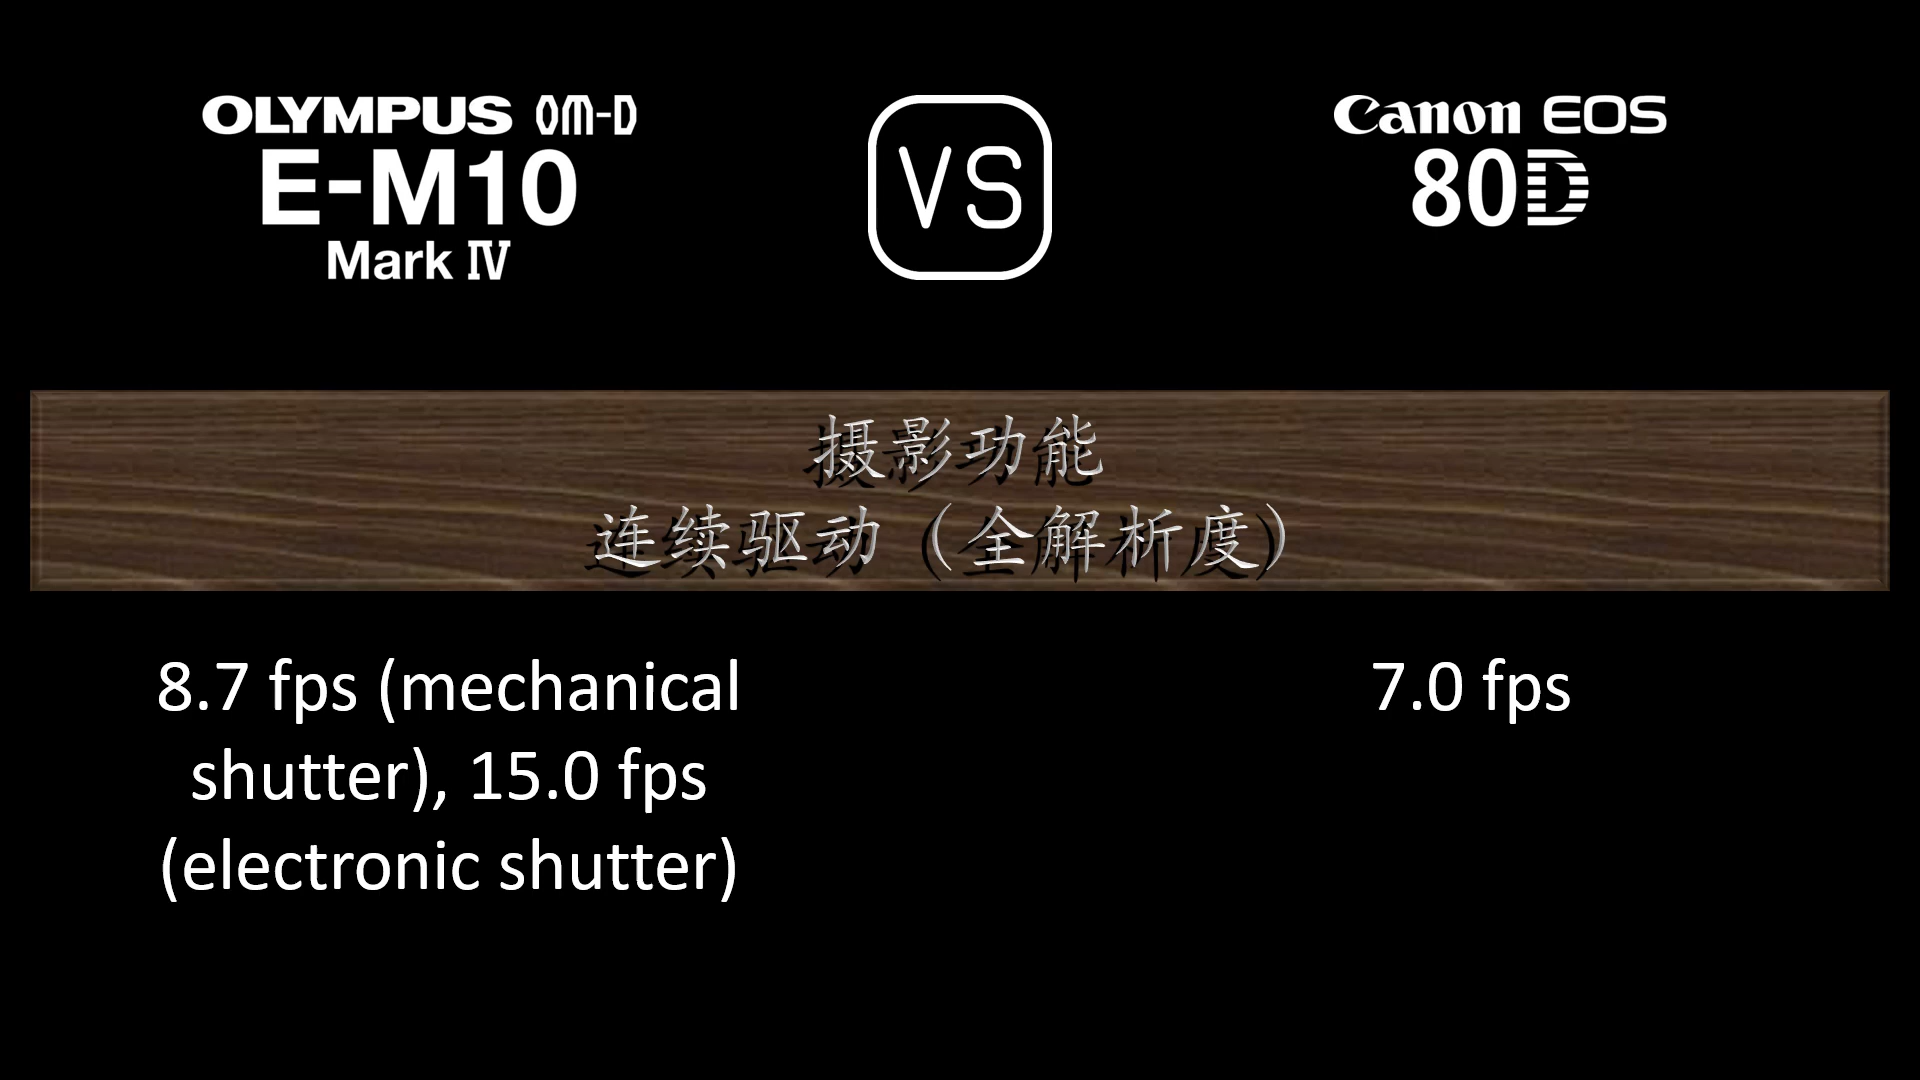 OLYMPUS OM-D
E-M10
Mark IV
VS
Canon EOS
80D
摄影功能
连续驱动（全解析度）
8.7 fps (mechanical
shutter), 15.0 fps
(electronic shutter)
7.0 fps